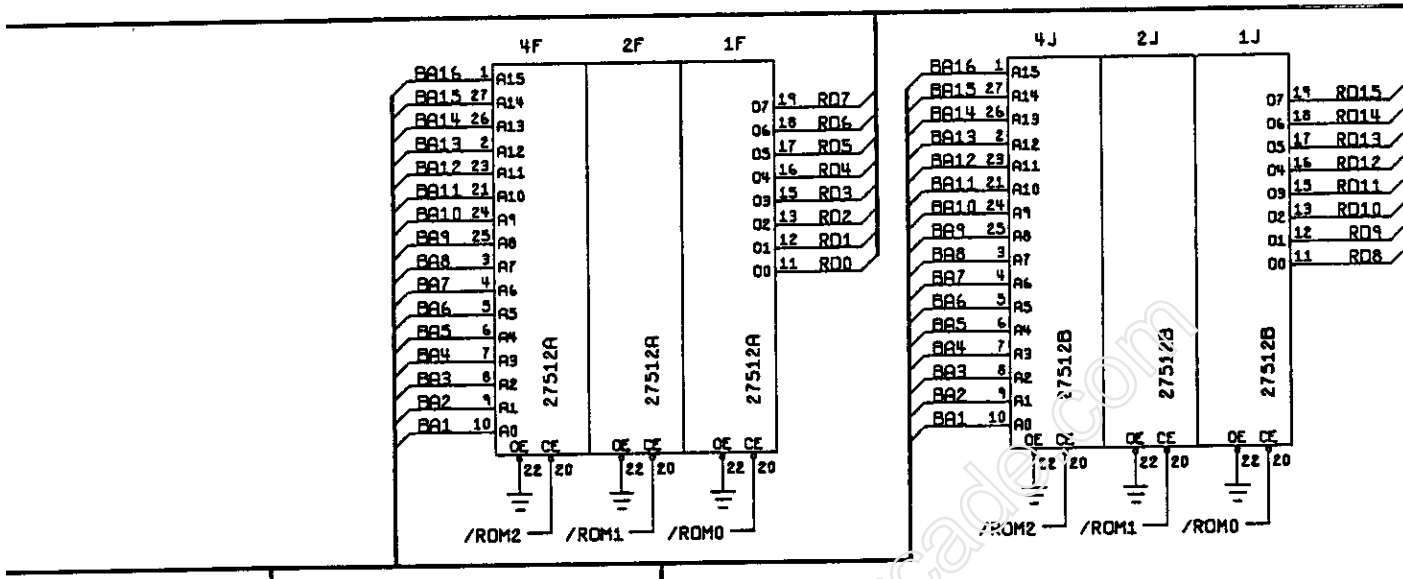 4F 2F 1F
BA16 1 A15
BA15 27 A14
BA14 26 A13
BA13 2 A12
BA12 23 A11
BA11 21 A10
BA10 24 A9
BA9 25 A8
BA8 3 A7
BA7 4 A6
BA6 5 A5
BA5 6 A4
BA4 7 A3
BA3 8 A2
BA2 9 A1
BA1 10 A0
O7 19 RD7
O6 18 RD6
O5 17 RD5
O4 16 RD4
O3 15 RD3
O2 13 RD2
O1 12 RD1
O0 11 RD0
27512A 27512A 27512A
OE CE OE CE OE CE
22 20 22 20 22 20
/ROM2 /ROM1 /ROM0
4J 2J 1J
BA16 1 A15
BA15 27 A14
BA14 26 A13
BA13 2 A12
BA12 23 A11
BA11 21 A10
BA10 24 A9
BA9 25 A8
BA8 3 A7
BA7 4 A6
BA6 5 A5
BA5 6 A4
BA4 7 A3
BA3 8 A2
BA2 9 A1
BA1 10 A0
O7 19 RD15
O6 18 RD14
O5 17 RD13
O4 16 RD12
O3 15 RD11
O2 13 RD10
O1 12 RD9
O0 11 RD8
27512B 27512B 27512B
OE CE OE CE OE CE
22 20 22 20 22 20
/ROM2 /ROM1 /ROM0
cade.com